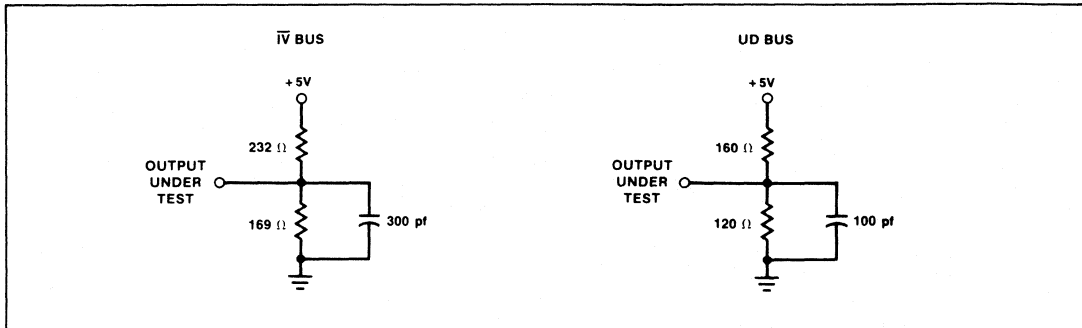 I̅V̅ BUS
+5V
232 Ω
OUTPUT
UNDER
TEST
169 Ω
300 pf
UD BUS
+5V
160 Ω
OUTPUT
UNDER
TEST
120 Ω
100 pf